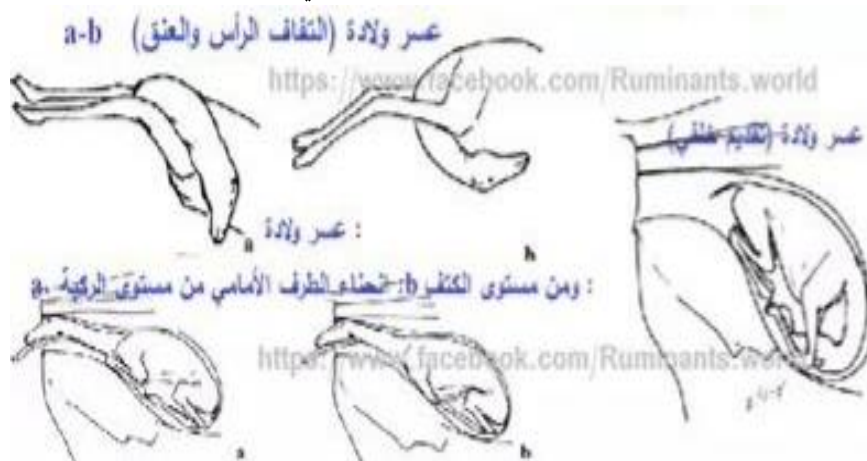 عسر ولادة (التفاف الرأس والعنق) a-b
https://www.facebook.com/Ruminants.world
عسر ولادة (تقديم خلفي)
a
b
عسر ولادة :
a- انحناء الطرف الأمامي من مستوى الركبة b: ومن مستوى الكتف :
https://www.facebook.com/Ruminants.world
a
b